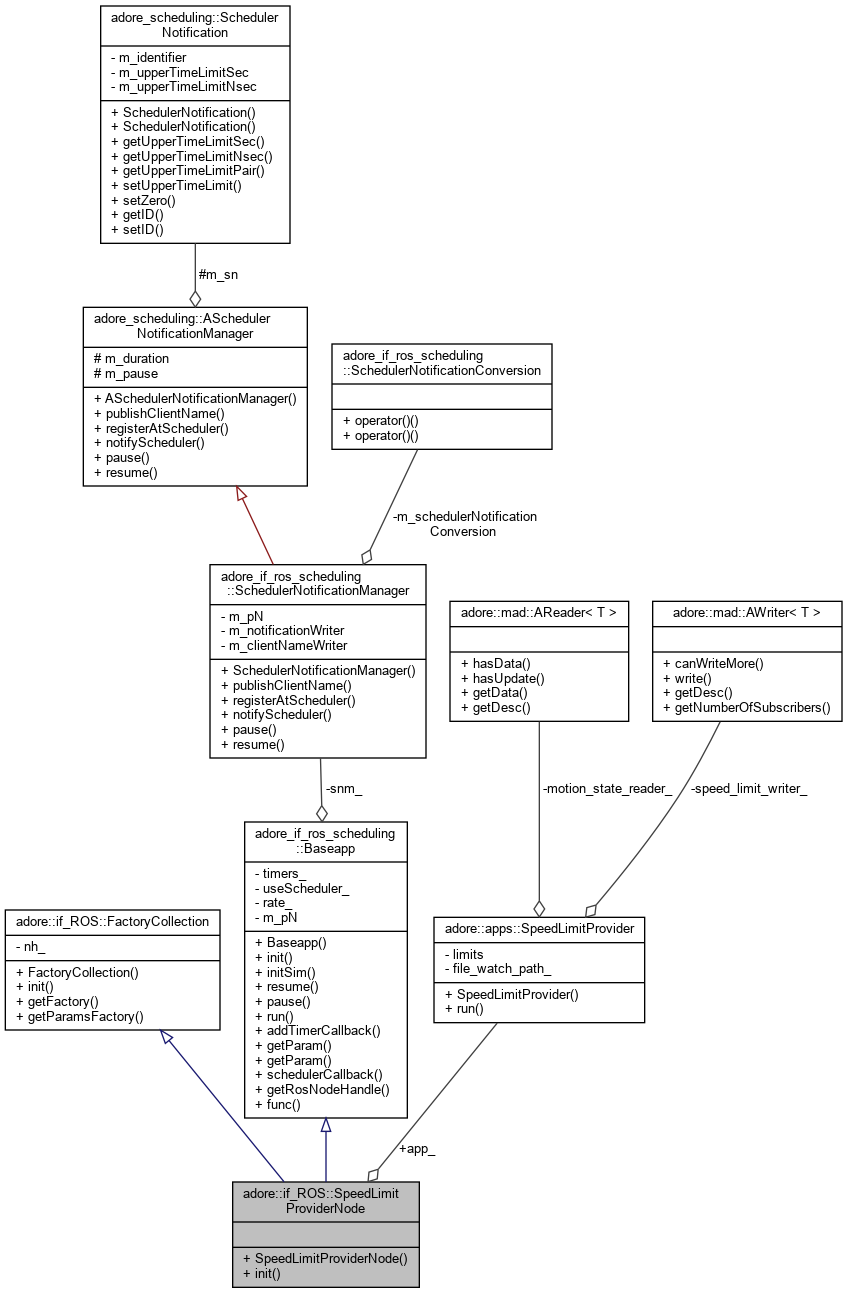 adore_scheduling::Scheduler
Notification
- m_identifier
- m_upperTimeLimitSec
- m_upperTimeLimitNsec
+ SchedulerNotification()
+ SchedulerNotification()
+ getUpperTimeLimitSec()
+ getUpperTimeLimitNsec()
+ getUpperTimeLimitPair()
+ setUpperTimeLimit()
+ setZero()
+ getID()
+ setID()
#m_sn
adore_scheduling::AScheduler
NotificationManager
# m_duration
# m_pause
+ ASchedulerNotificationManager()
+ publishClientName()
+ registerAtScheduler()
+ notifyScheduler()
+ pause()
+ resume()
adore_if_ros_scheduling
::SchedulerNotificationConversion
+ operator()()
+ operator()()
-m_schedulerNotification
Conversion
adore_if_ros_scheduling
::SchedulerNotificationManager
- m_pN
- m_notificationWriter
- m_clientNameWriter
+ SchedulerNotificationManager()
+ publishClientName()
+ registerAtScheduler()
+ notifyScheduler()
+ pause()
+ resume()
adore::mad::AReader< T >
+ hasData()
+ hasUpdate()
+ getData()
+ getDesc()
adore::mad::AWriter< T >
+ canWriteMore()
+ write()
+ getDesc()
+ getNumberOfSubscribers()
-snm_
-motion_state_reader_
-speed_limit_writer_
adore_if_ros_scheduling
::Baseapp
- timers_
- useScheduler_
- rate_
- m_pN
+ Baseapp()
+ init()
+ initSim()
+ resume()
+ pause()
+ run()
+ addTimerCallback()
+ getParam()
+ getParam()
+ schedulerCallback()
+ getRosNodeHandle()
+ func()
adore::if_ROS::FactoryCollection
- nh_
+ FactoryCollection()
+ init()
+ getFactory()
+ getParamsFactory()
adore::apps::SpeedLimitProvider
- limits
- file_watch_path_
+ SpeedLimitProvider()
+ run()
+app_
adore::if_ROS::SpeedLimit
ProviderNode
+ SpeedLimitProviderNode()
+ init()